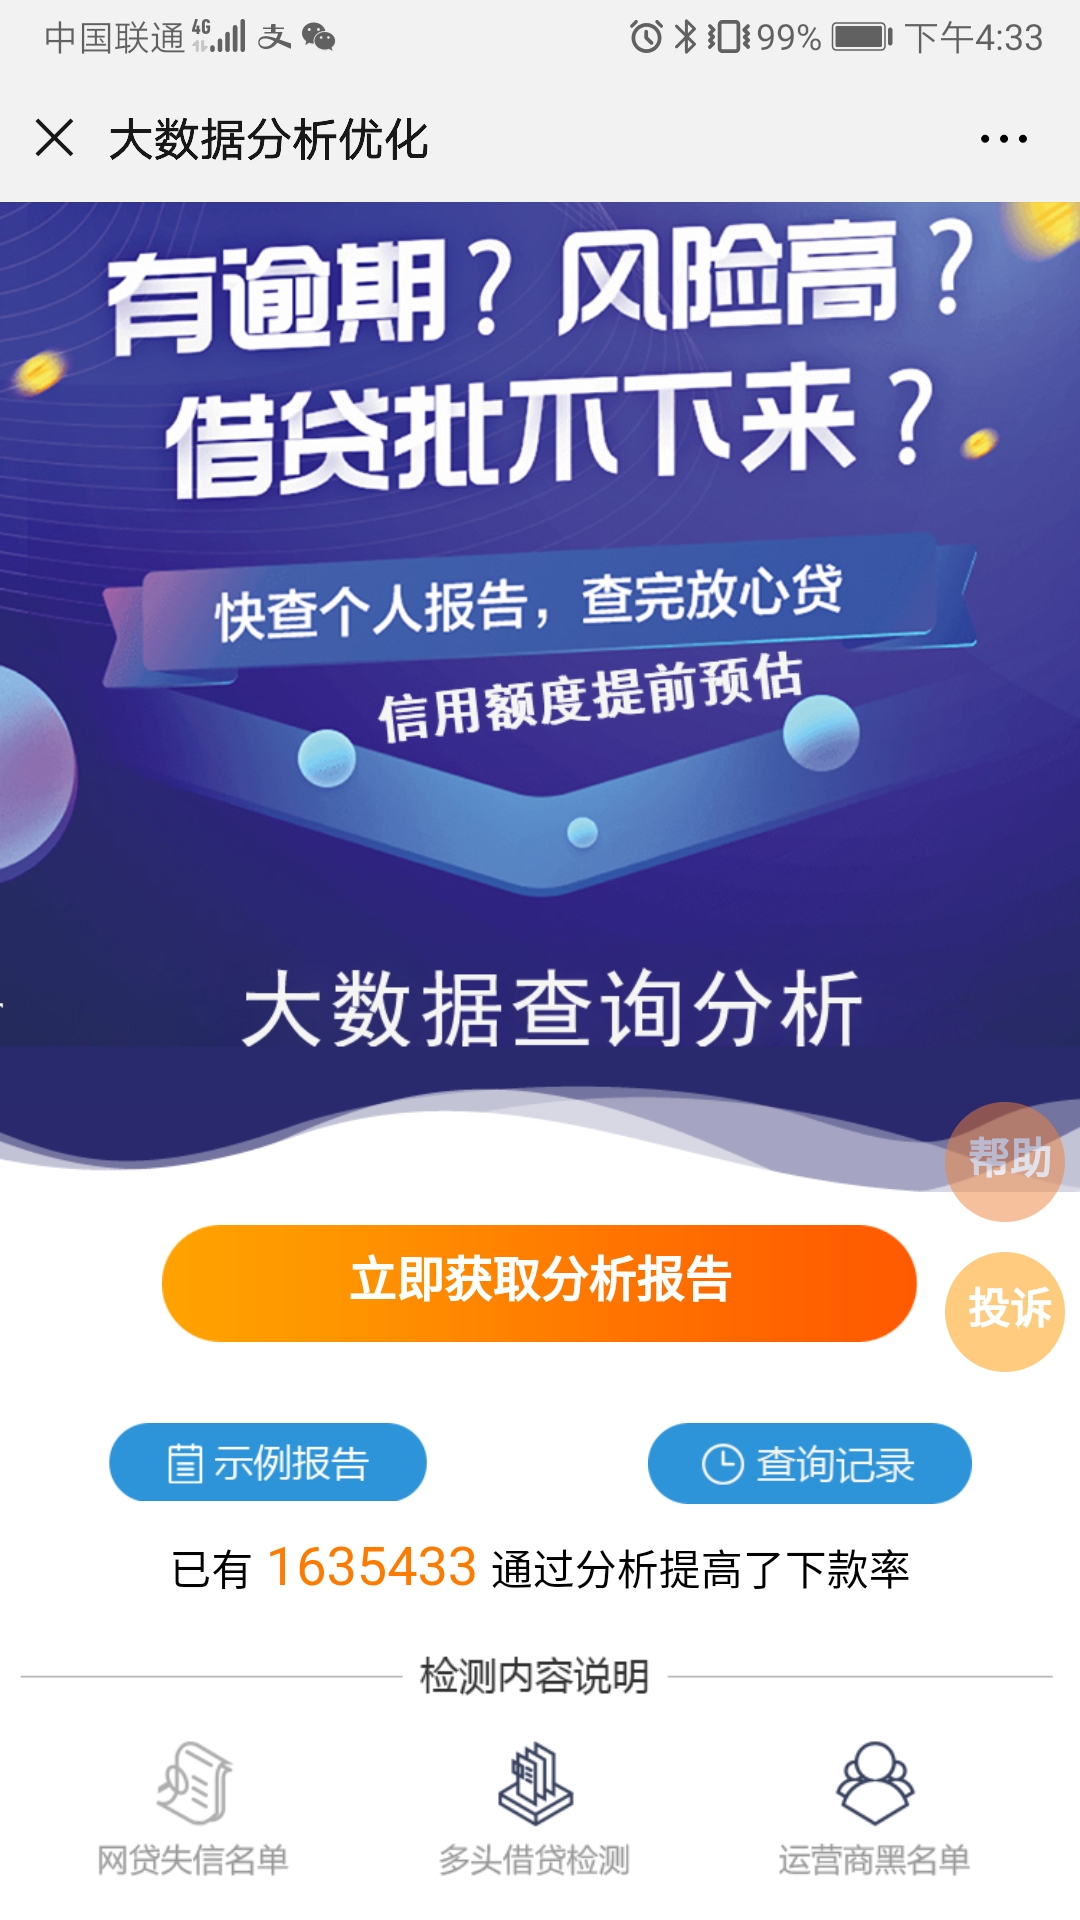 中国联通 4G 99% 下午4:33
大数据分析优化
有逾期？风险高？
借贷批不下来？
快查个人报告，查完放心贷
信用额度提前预估
大数据查询分析
帮助
立即获取分析报告
投诉
示例报告 查询记录
已有 1635433 通过分析提高了下款率
检测内容说明
网贷失信名单 多头借贷检测 运营商黑名单